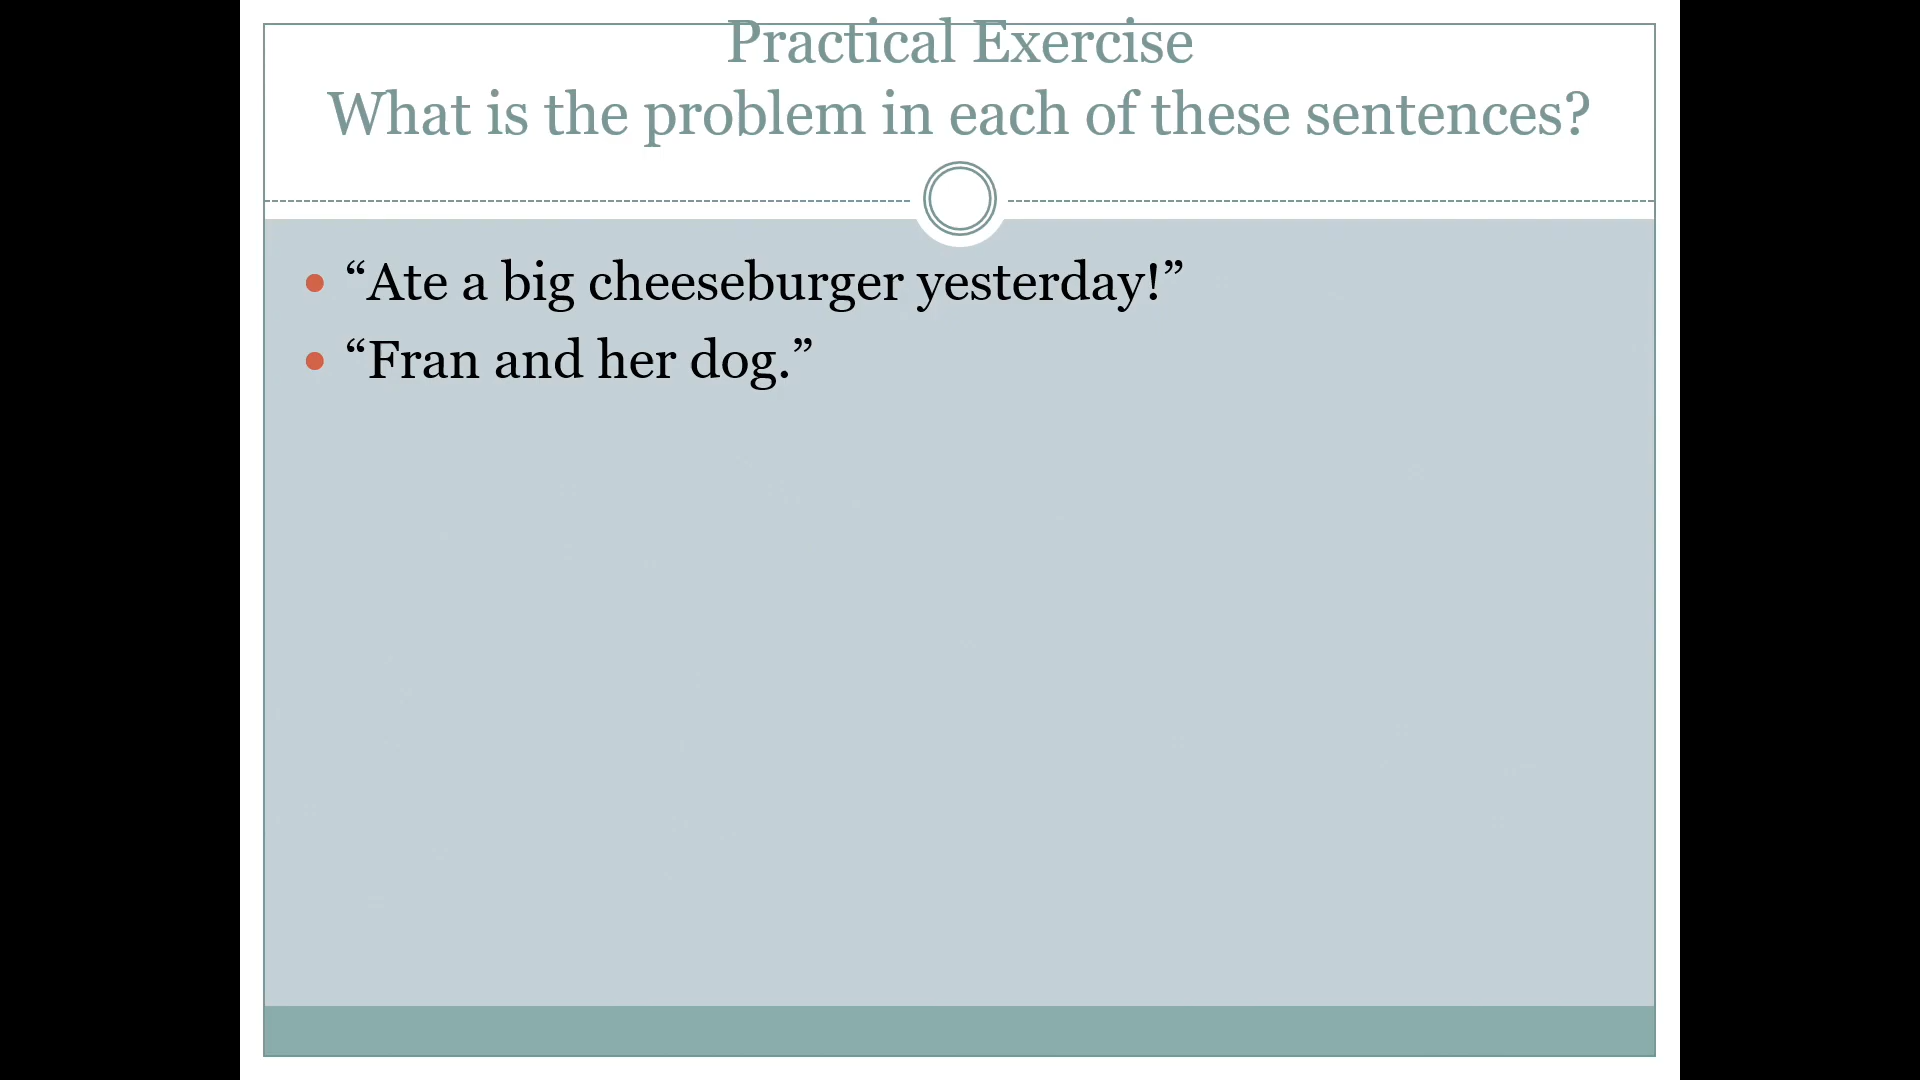 Practical Exercise
What is the problem in each of these sentences?
“Ate a big cheeseburger yesterday!”
“Fran and her dog.”